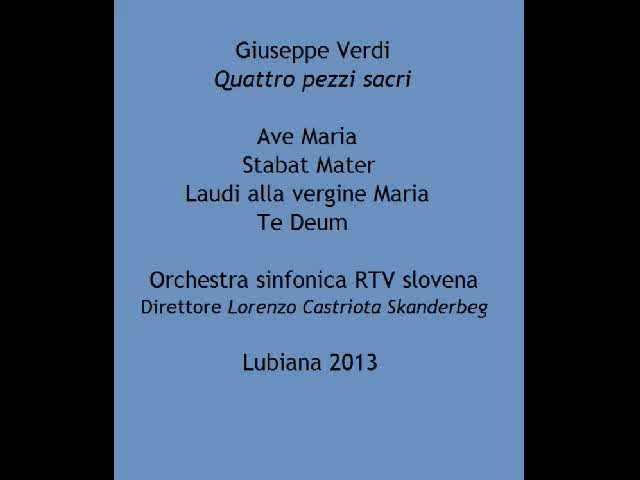 Giuseppe Verdi
Quattro pezzi sacri
Ave Maria
Stabat Mater
Laudi alla vergine Maria
Te Deum
Orchestra sinfonica RTV slovena
Direttore Lorenzo Castriota Skanderbeg
Lubiana 2013